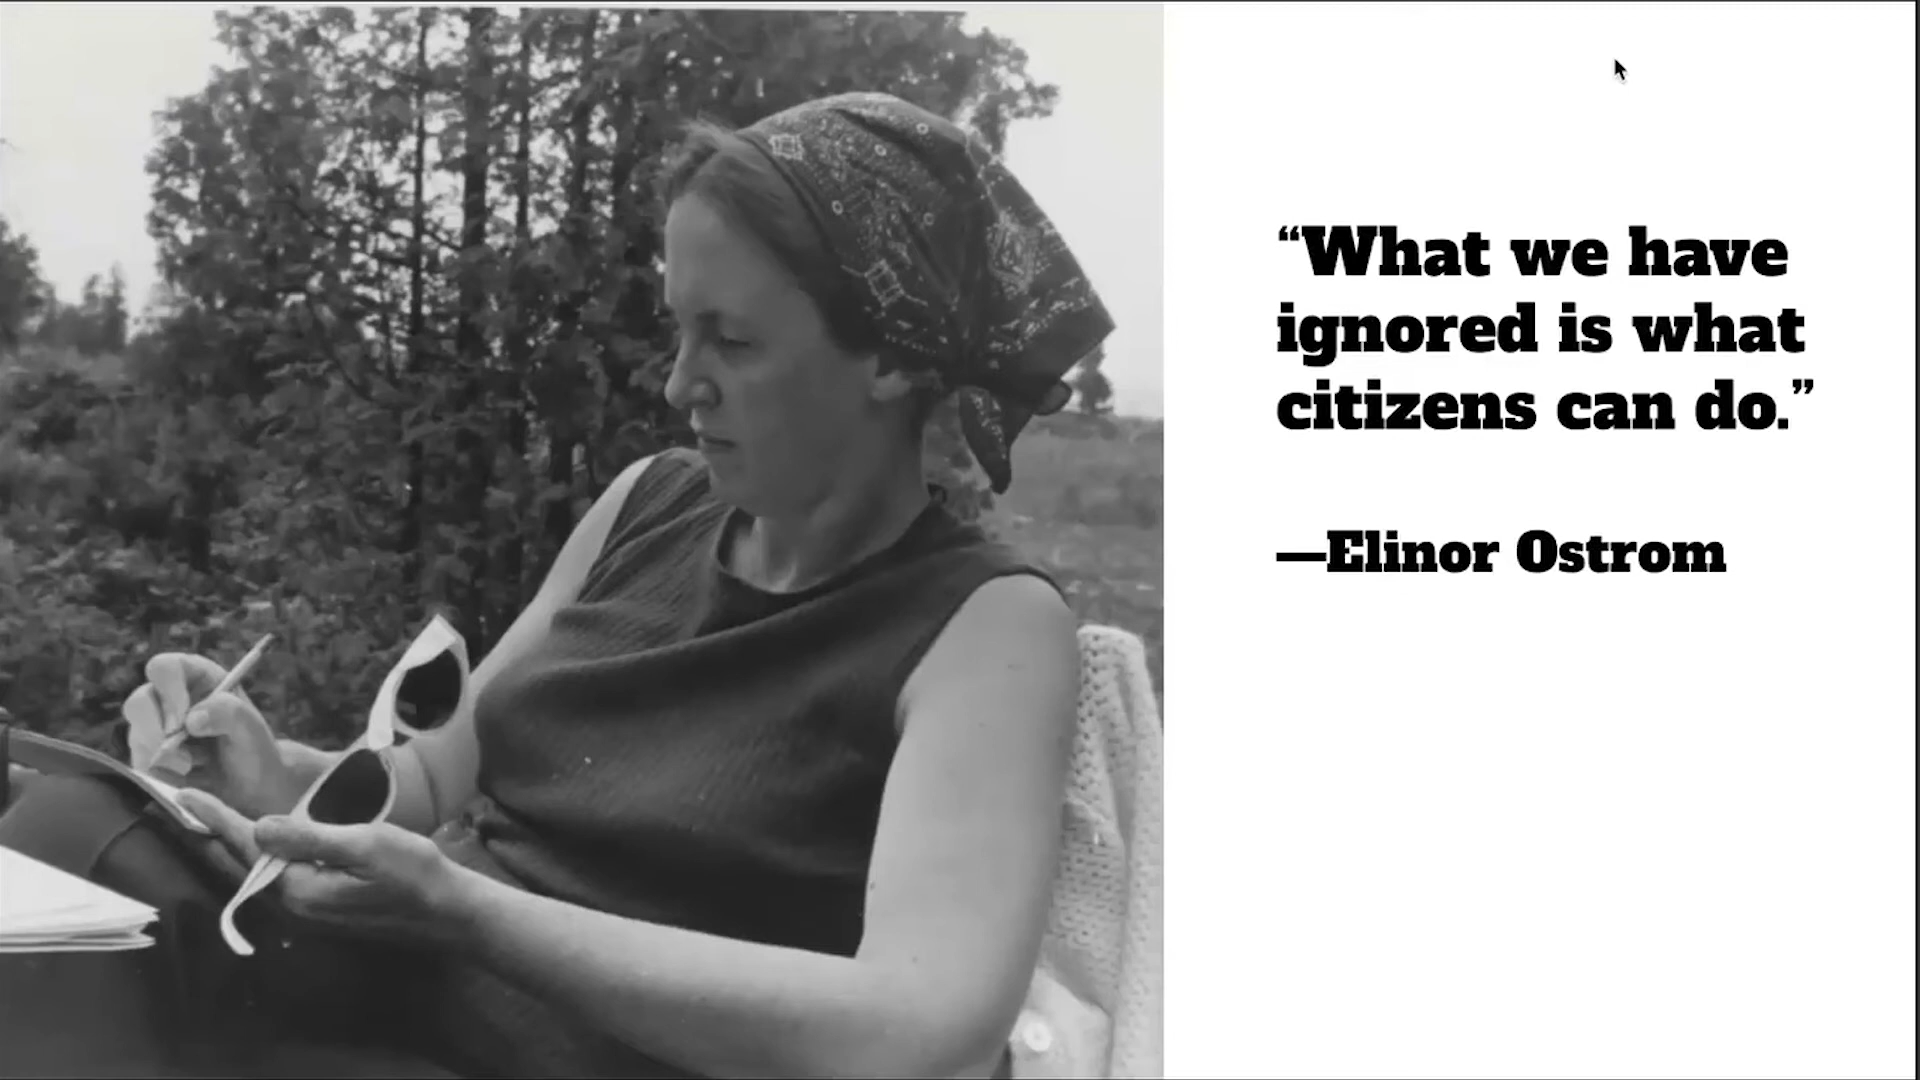 “What we have
ignored is what
citizens can do.”
—Elinor Ostrom